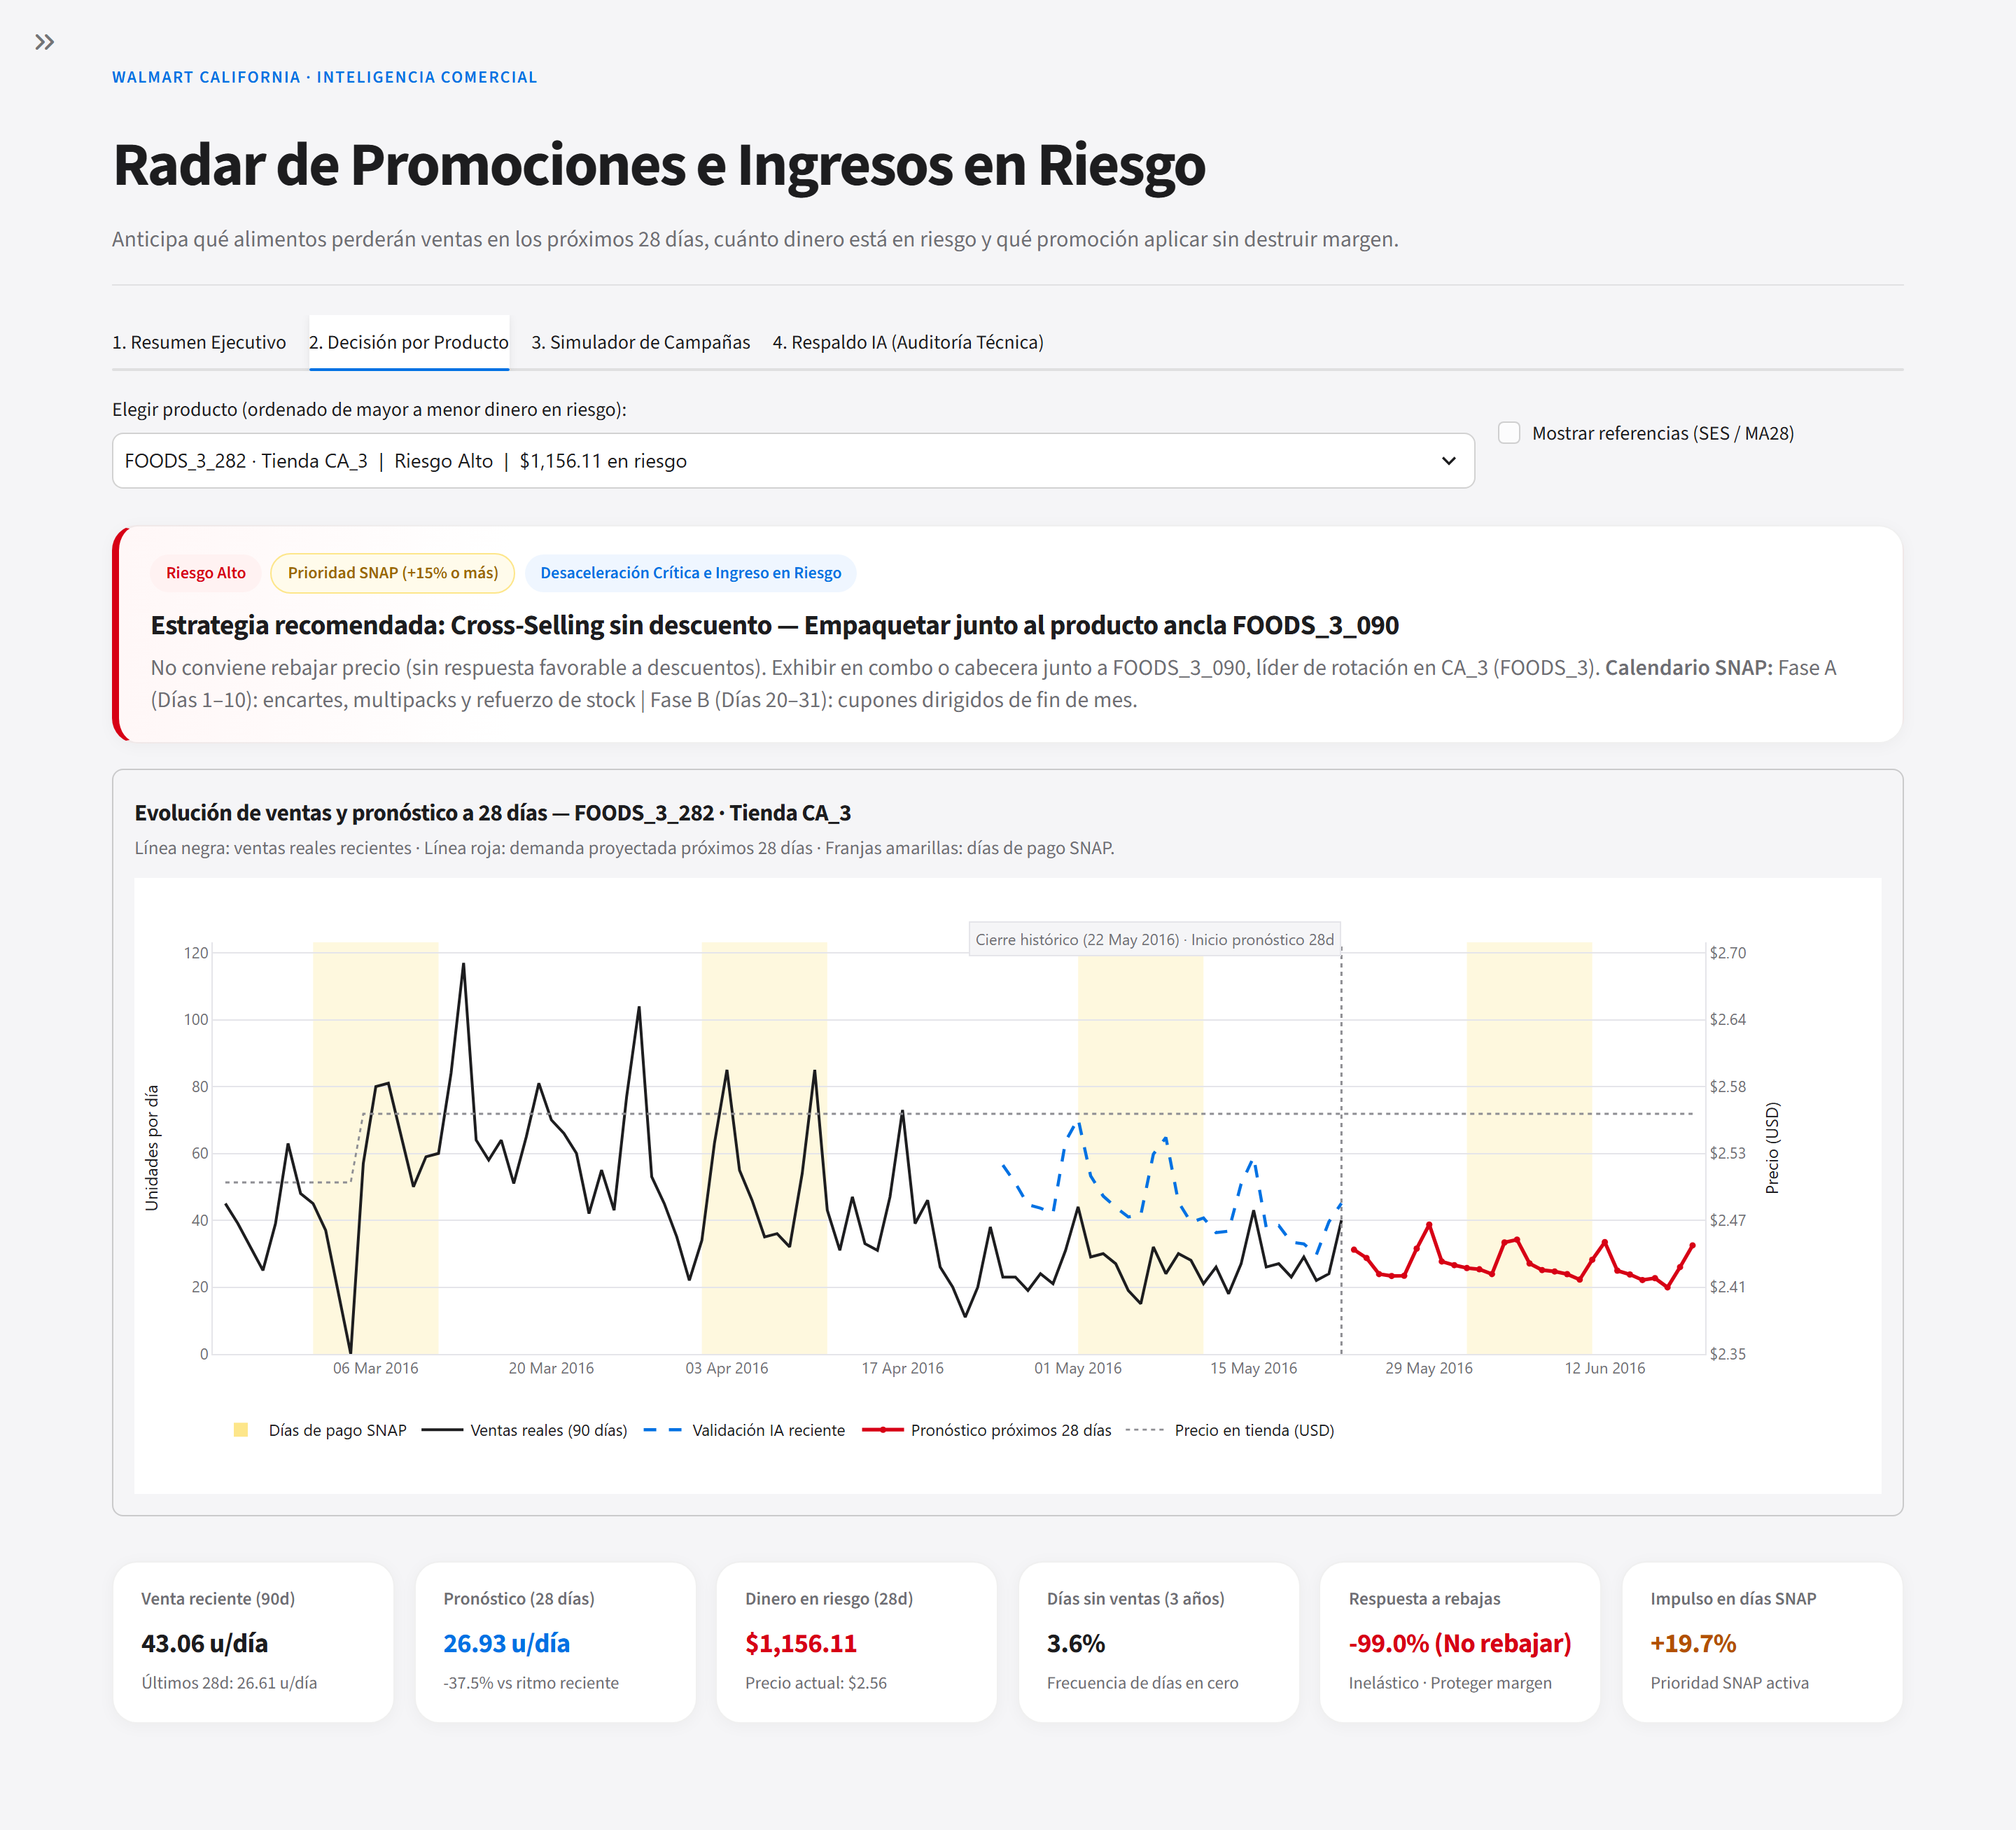 WALMART CALIFORNIA · INTELIGENCIA COMERCIAL
Radar de Promociones e Ingresos en Riesgo
Anticipa qué alimentos perderán ventas en los próximos 28 días, cuánto dinero está en riesgo y qué promoción aplicar sin destruir margen.
1. Resumen Ejecutivo 2. Decisión por Producto 3. Simulador de Campañas 4. Respaldo IA (Auditoría Técnica)
Elegir producto (ordenado de mayor a menor dinero en riesgo):
FOODS_3_282 · Tienda CA_3 | Riesgo Alto | $1,156.11 en riesgo
Mostrar referencias (SES / MA28)
Riesgo Alto Prioridad SNAP (+15% o más) Desaceleración Crítica e Ingreso en Riesgo
Estrategia recomendada: Cross-Selling sin descuento — Empaquetar junto al producto ancla FOODS_3_090
No conviene rebajar precio (sin respuesta favorable a descuentos). Exhibir en combo o cabecera junto a FOODS_3_090, líder de rotación en CA_3 (FOODS_3). Calendario SNAP: Fase A
(Días 1–10): encartes, multipacks y refuerzo de stock | Fase B (Días 20–31): cupones dirigidos de fin de mes.
Evolución de ventas y pronóstico a 28 días — FOODS_3_282 · Tienda CA_3
Línea negra: ventas reales recientes · Línea roja: demanda proyectada próximos 28 días · Franjas amarillas: días de pago SNAP.
Cierre histórico (22 May 2016) · Inicio pronóstico 28d
Unidades por día
120
100
80
60
40
20
0
$2.70
$2.64
$2.58
$2.53
$2.47
$2.41
$2.35
Precio (USD)
06 Mar 2016 20 Mar 2016 03 Apr 2016 17 Apr 2016 01 May 2016 15 May 2016 29 May 2016 12 Jun 2016
Días de pago SNAP Ventas reales (90 días) Validación IA reciente Pronóstico próximos 28 días Precio en tienda (USD)
Venta reciente (90d)
43.06 u/día
Últimos 28d: 26.61 u/día
Pronóstico (28 días)
26.93 u/día
-37.5% vs ritmo reciente
Dinero en riesgo (28d)
$1,156.11
Precio actual: $2.56
Días sin ventas (3 años)
3.6%
Frecuencia de días en cero
Respuesta a rebajas
-99.0% (No rebajar)
Inelástico · Proteger margen
Impulso en días SNAP
+19.7%
Prioridad SNAP activa